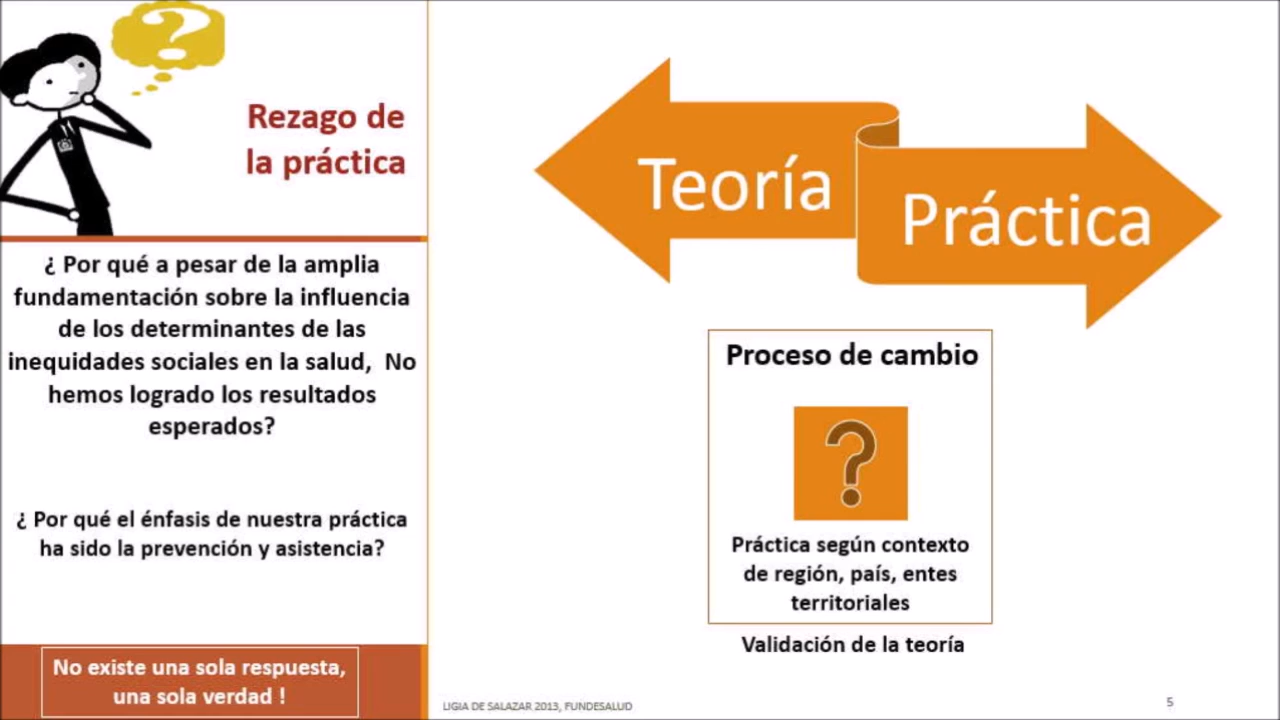 Rezago de
la práctica
¿ Por qué a pesar de la amplia
fundamentación sobre la influencia
de los determinantes de las
inequidades sociales en la salud, No
hemos logrado los resultados
esperados?
¿ Por qué el énfasis de nuestra práctica
ha sido la prevención y asistencia?
No existe una sola respuesta,
una sola verdad !
Teoría
Práctica
Proceso de cambio
?
Práctica según contexto
de región, país, entes
territoriales
Validación de la teoría
LIGIA DE SALAZAR 2013, FUNDESALUD
5